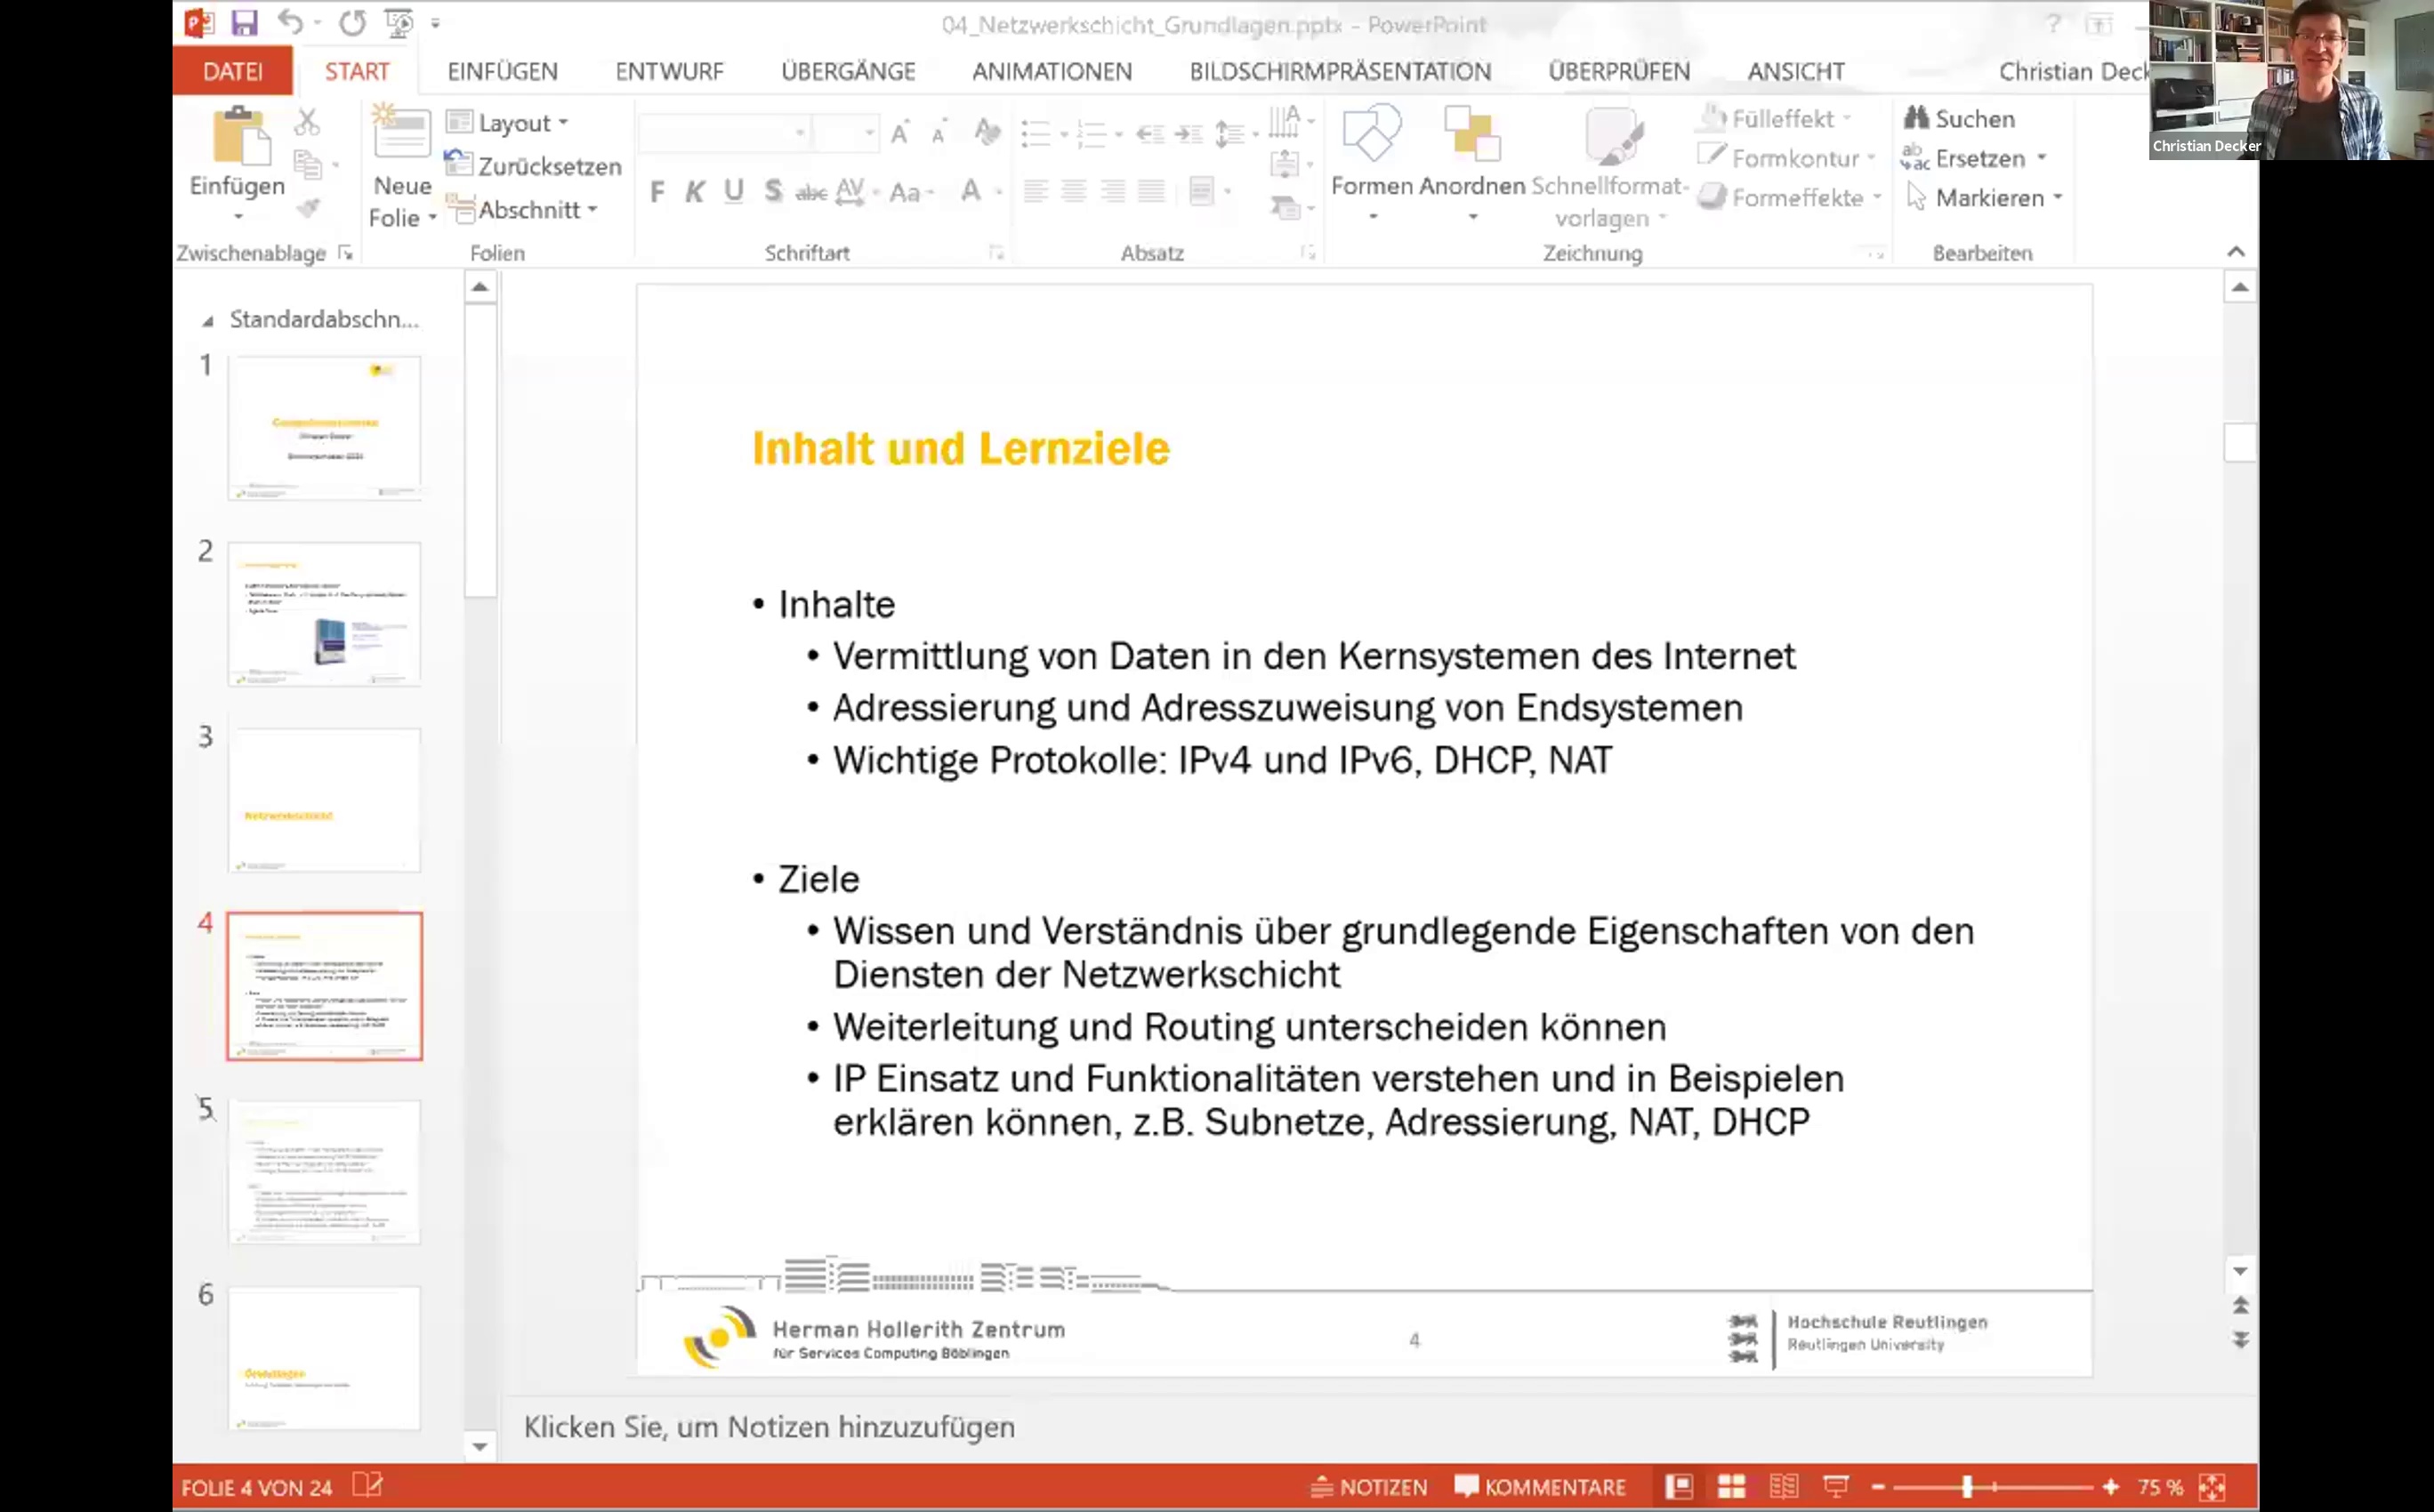 04_Netzwerkschicht_Grundlagen.pptx - PowerPoint
?
DATEI START EINFÜGEN ENTWURF ÜBERGÄNGE ANIMATIONEN BILDSCHIRMPRÄSENTATION ÜBERPRÜFEN ANSICHT Christian
Christian Decker
Einfügen
Neue
Folie
Layout
Zurücksetzen
Abschnitt
F K U S abc AV Aa A
Formen Anordnen Schnellformat-
vorlagen
Fülleffekt
Formkontur
Formeffekte
Suchen
Ersetzen
Markieren
Zwischenablage Folien Schriftart Absatz Zeichnung Bearbeiten
Standardabschn...
1
2
3
Netzwerkschicht
4
5
6
Grundlagen
Inhalt und Lernziele
• Inhalte
• Vermittlung von Daten in den Kernsystemen des Internet
• Adressierung und Adresszuweisung von Endsystemen
• Wichtige Protokolle: IPv4 und IPv6, DHCP, NAT
• Ziele
• Wissen und Verständnis über grundlegende Eigenschaften von den
Diensten der Netzwerkschicht
• Weiterleitung und Routing unterscheiden können
• IP Einsatz und Funktionalitäten verstehen und in Beispielen
erklären können, z.B. Subnetze, Adressierung, NAT, DHCP
Herman Hollerith Zentrum
für Services Computing Böblingen
4
Hochschule Reutlingen
Reutlingen University
Klicken Sie, um Notizen hinzuzufügen
FOLIE 4 VON 24 NOTIZEN KOMMENTARE 75 %